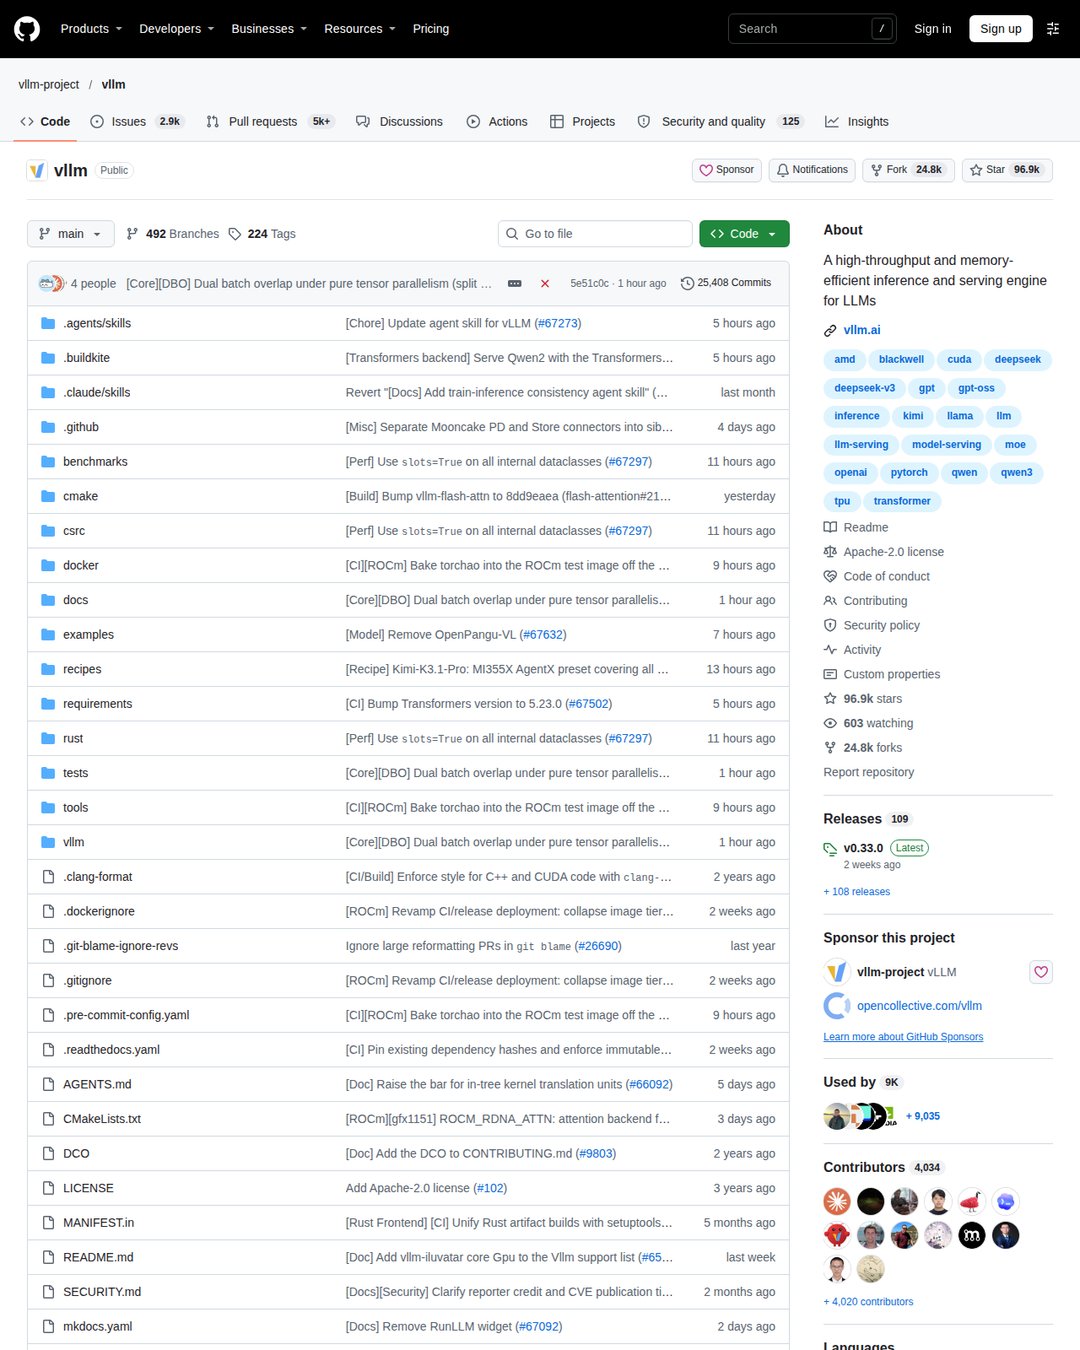 Products Developers Businesses Resources Pricing Search / Sign in Sign up
vllm-project / vllm
Code Issues 2.9k Pull requests 5k+ Discussions Actions Projects Security and quality 125 Insights
vllm Public Sponsor Notifications Fork 24.8k Star 96.9k
main 492 Branches 224 Tags Go to file Code
4 people [Core][DBO] Dual batch overlap under pure tensor parallelism (split … 5e51c0c · 1 hour ago 25,408 Commits
.agents/skills [Chore] Update agent skill for vLLM (#67273) 5 hours ago
.buildkite [Transformers backend] Serve Qwen2 with the Transformers… 5 hours ago
.claude/skills Revert "[Docs] Add train-inference consistency agent skill" (… last month
.github [Misc] Separate Mooncake PD and Store connectors into sib… 4 days ago
benchmarks [Perf] Use slots=True on all internal dataclasses (#67297) 11 hours ago
cmake [Build] Bump vllm-flash-attn to 8dd9eaea (flash-attention#21… yesterday
csrc [Perf] Use slots=True on all internal dataclasses (#67297) 11 hours ago
docker [CI][ROCm] Bake torchao into the ROCm test image off the … 9 hours ago
docs [Core][DBO] Dual batch overlap under pure tensor parallelis… 1 hour ago
examples [Model] Remove OpenPangu-VL (#67632) 7 hours ago
recipes [Recipe] Kimi-K3.1-Pro: MI355X AgentX preset covering all … 13 hours ago
requirements [CI] Bump Transformers version to 5.23.0 (#67502) 5 hours ago
rust [Perf] Use slots=True on all internal dataclasses (#67297) 11 hours ago
tests [Core][DBO] Dual batch overlap under pure tensor parallelis… 1 hour ago
tools [CI][ROCm] Bake torchao into the ROCm test image off the … 9 hours ago
vllm [Core][DBO] Dual batch overlap under pure tensor parallelis… 1 hour ago
.clang-format [CI/Build] Enforce style for C++ and CUDA code with clang-… 2 years ago
.dockerignore [ROCm] Revamp CI/release deployment: collapse image tier… 2 weeks ago
.git-blame-ignore-revs Ignore large reformatting PRs in git blame (#26690) last year
.gitignore [ROCm] Revamp CI/release deployment: collapse image tier… 2 weeks ago
.pre-commit-config.yaml [CI][ROCm] Bake torchao into the ROCm test image off the … 9 hours ago
.readthedocs.yaml [CI] Pin existing dependency hashes and enforce immutable… 2 weeks ago
AGENTS.md [Doc] Raise the bar for in-tree kernel translation units (#66092) 5 days ago
CMakeLists.txt [ROCm][gfx1151] ROCM_RDNA_ATTN: attention backend f… 3 days ago
DCO [Doc] Add the DCO to CONTRIBUTING.md (#9803) 2 years ago
LICENSE Add Apache-2.0 license (#102) 3 years ago
MANIFEST.in [Rust Frontend] [CI] Unify Rust artifact builds with setuptools… 5 months ago
README.md [Doc] Add vllm-iluvatar core Gpu to the Vllm support list (#65… last week
SECURITY.md [Docs][Security] Clarify reporter credit and CVE publication ti… 2 months ago
mkdocs.yaml [Docs] Remove RunLLM widget (#67092) 2 days ago
About
A high-throughput and memory-
efficient inference and serving engine
for LLMs
vllm.ai
amd blackwell cuda deepseek
deepseek-v3 gpt gpt-oss
inference kimi llama llm
llm-serving model-serving moe
openai pytorch qwen qwen3
tpu transformer
Readme
Apache-2.0 license
Code of conduct
Contributing
Security policy
Activity
Custom properties
96.9k stars
603 watching
24.8k forks
Report repository
Releases 109
v0.33.0 Latest
2 weeks ago
+ 108 releases
Sponsor this project
vllm-project vLLM
opencollective.com/vllm
Learn more about GitHub Sponsors
Used by 9K
+ 9,035
Contributors 4,034
+ 4,020 contributors
Languages